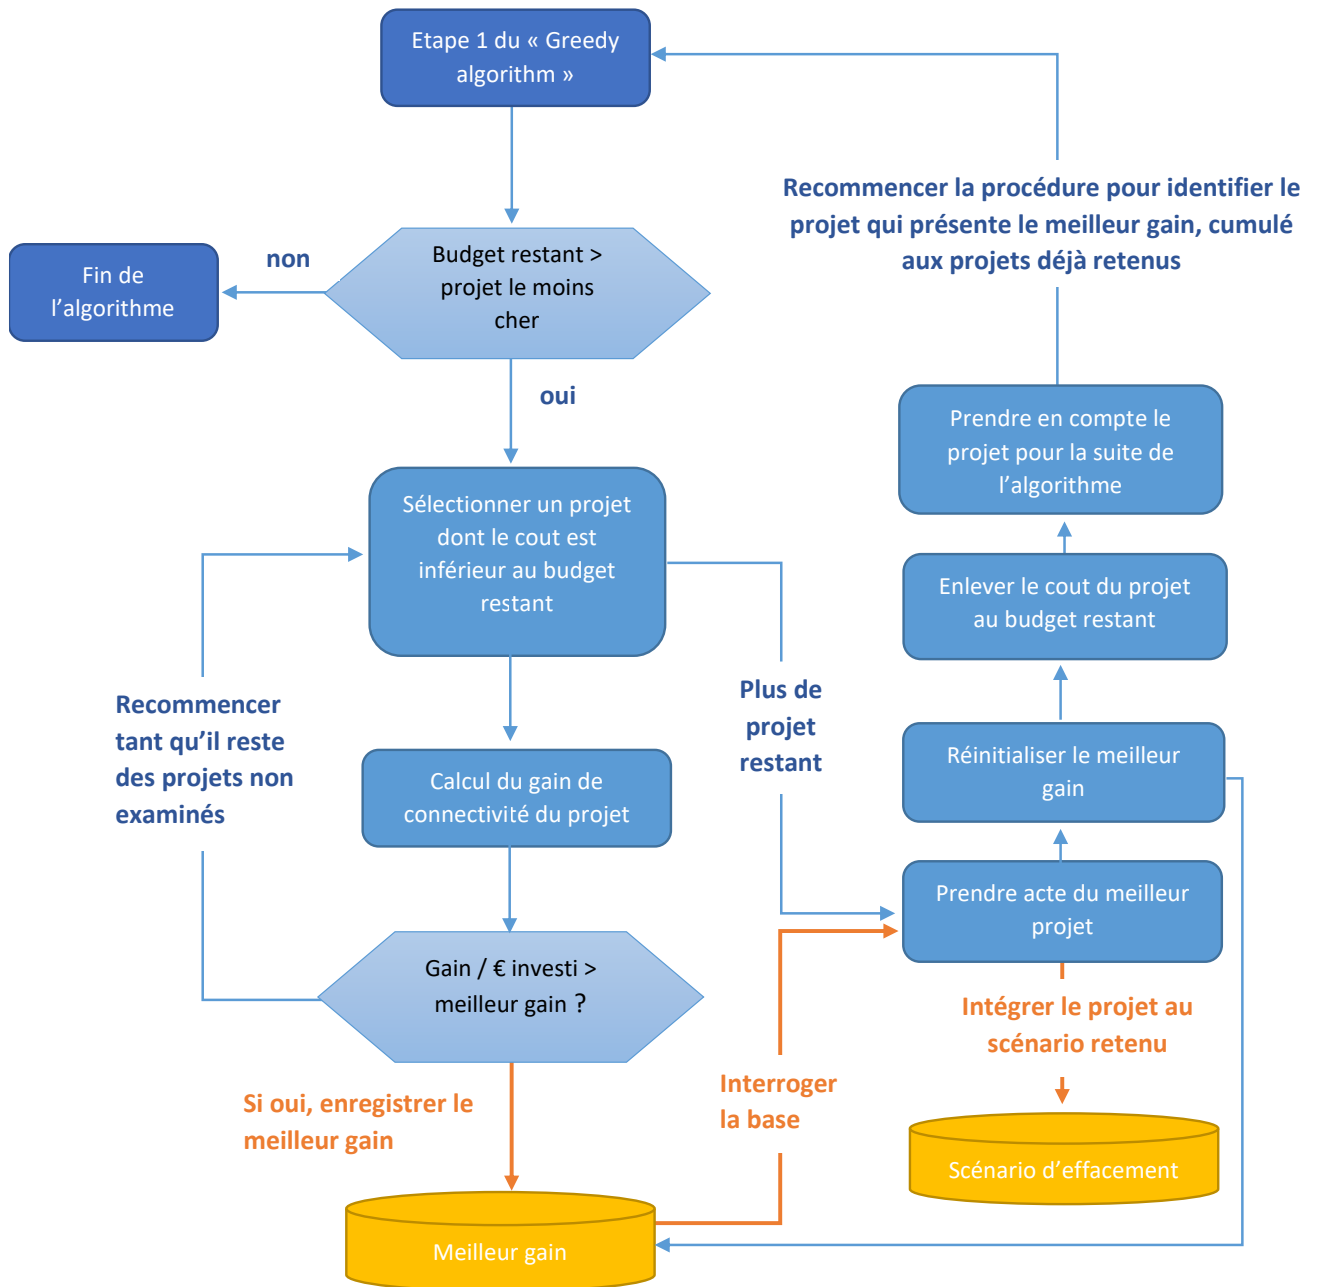 Etape 1 du « Greedy
algorithm »
Recommencer la procédure pour identifier le
projet qui présente le meilleur gain, cumulé
aux projets déjà retenus
Budget restant >
projet le moins
cher
non
Fin de
l’algorithme
oui
Prendre en compte le
projet pour la suite de
l’algorithme
Sélectionner un projet
dont le cout est
inférieur au budget
restant
Enlever le cout du projet
au budget restant
Recommencer
tant qu’il reste
des projets non
examinés
Plus de
projet
restant
Réinitialiser le meilleur
gain
Calcul du gain de
connectivité du projet
Prendre acte du meilleur
projet
Gain / € investi >
meilleur gain ?
Intégrer le projet au
scénario retenu
Si oui, enregistrer le
meilleur gain
Interroger
la base
Scénario d’effacement
Meilleur gain